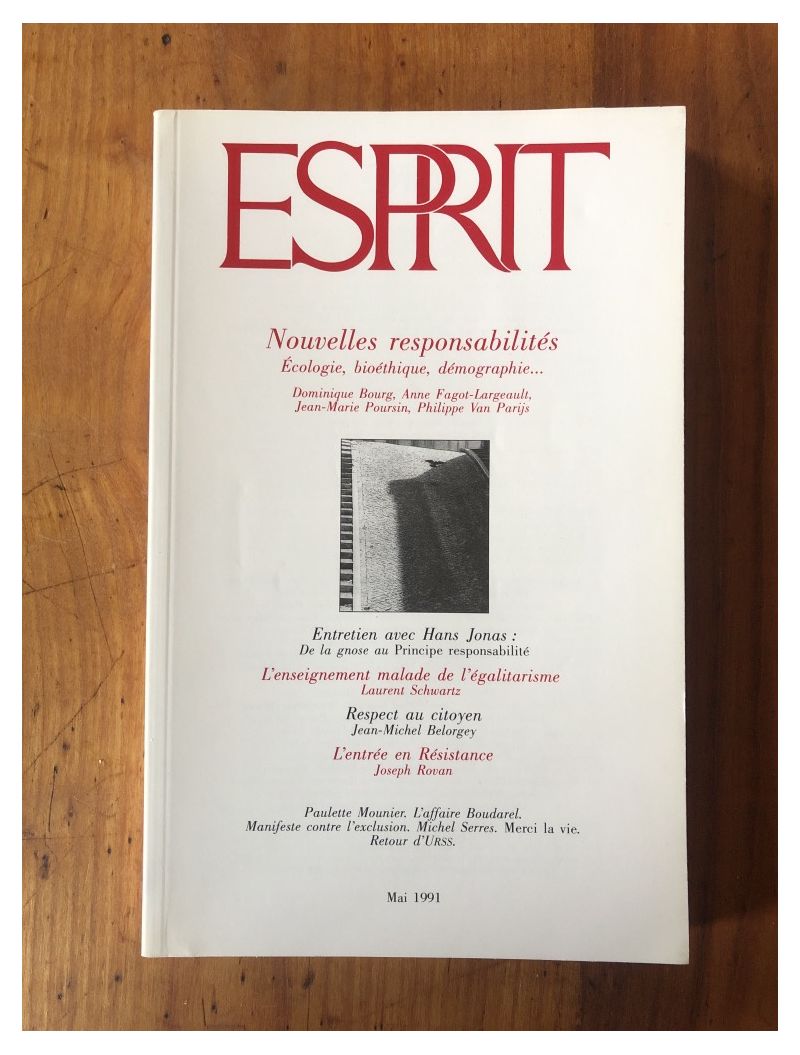 ESPRIT
Nouvelles responsabilités
Écologie, bioéthique, démographie...
Dominique Bourg, Anne Fagot-Largeault,
Jean-Marie Poursin, Philippe Van Parijs
Entretien avec Hans Jonas :
De la gnose au Principe responsabilité
L'enseignement malade de l'égalitarisme
Laurent Schwartz
Respect au citoyen
Jean-Michel Belorgey
L'entrée en Résistance
Joseph Rovan
Paulette Mounier. L'affaire Boudarel.
Manifeste contre l'exclusion. Michel Serres. Merci la vie.
Retour d'URSS.
Mai 1991